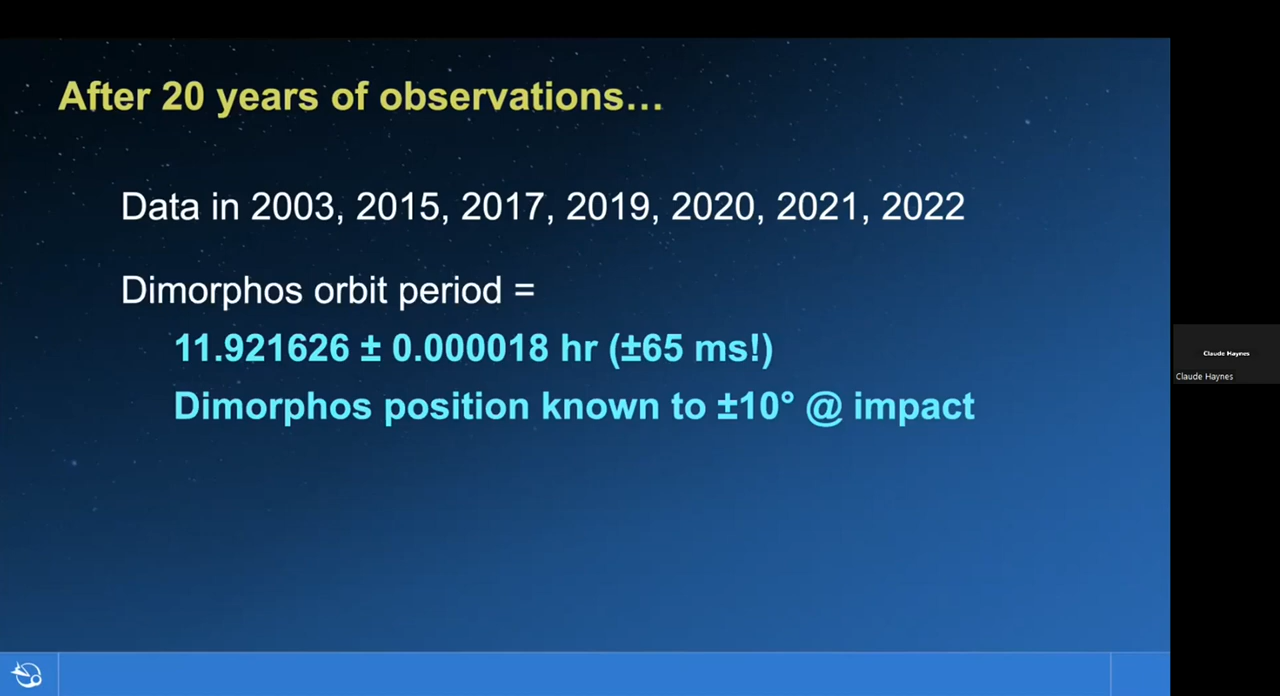 After 20 years of observations…
Data in 2003, 2015, 2017, 2019, 2020, 2021, 2022
Dimorphos orbit period =
11.921626 ± 0.000018 hr (±65 ms!)
Dimorphos position known to ±10° @ impact
Claude Haynes
Claude Haynes